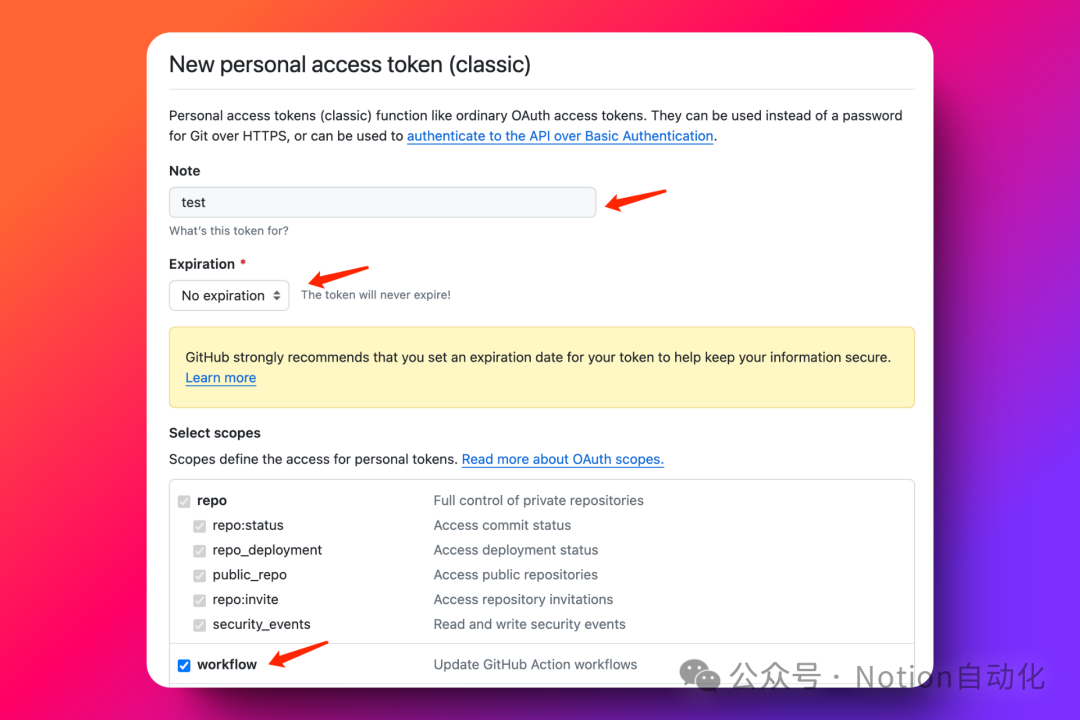 New personal access token (classic)
Personal access tokens (classic) function like ordinary OAuth access tokens. They can be used instead of a password
for Git over HTTPS, or can be used to authenticate to the API over Basic Authentication.
Note
test
What's this token for?
Expiration *
No expiration The token will never expire!
GitHub strongly recommends that you set an expiration date for your token to help keep your information secure.
Learn more
Select scopes
Scopes define the access for personal tokens. Read more about OAuth scopes.
repo Full control of private repositories
repo:status Access commit status
repo_deployment Access deployment status
public_repo Access public repositories
repo:invite Access repository invitations
security_events Read and write security events
workflow Update GitHub Action workflows
公众号 · Notion自动化